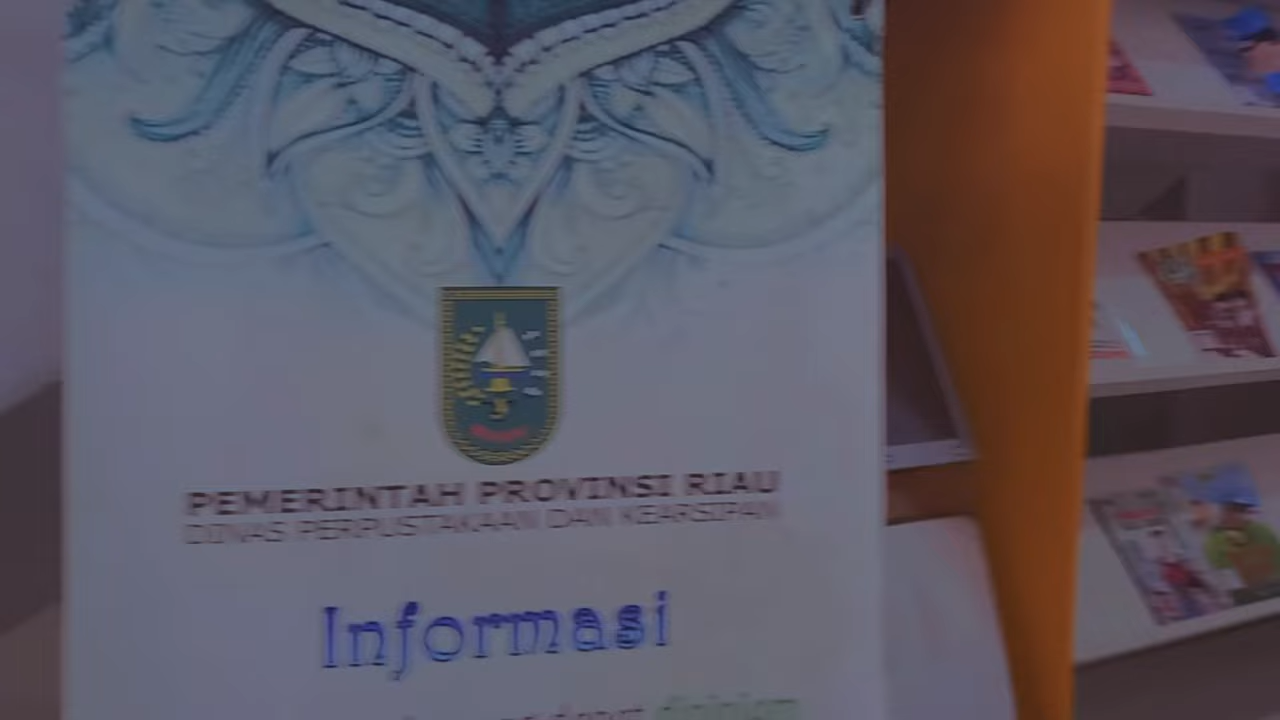 PEMERINTAH PROVINSI RIAU
DINAS PERPUSTAKAAN DAN KEARSIPAN
Informasi